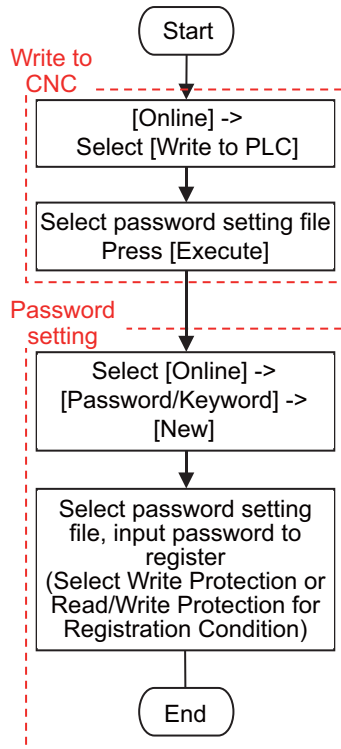 Start
Write to
CNC
[Online] ->
Select [Write to PLC]
Select password setting file
Press [Execute]
Password
setting
Select [Online] ->
[Password/Keyword] ->
[New]
Select password setting
file, input password to
register
(Select Write Protection or
Read/Write Protection for
Registration Condition)
End